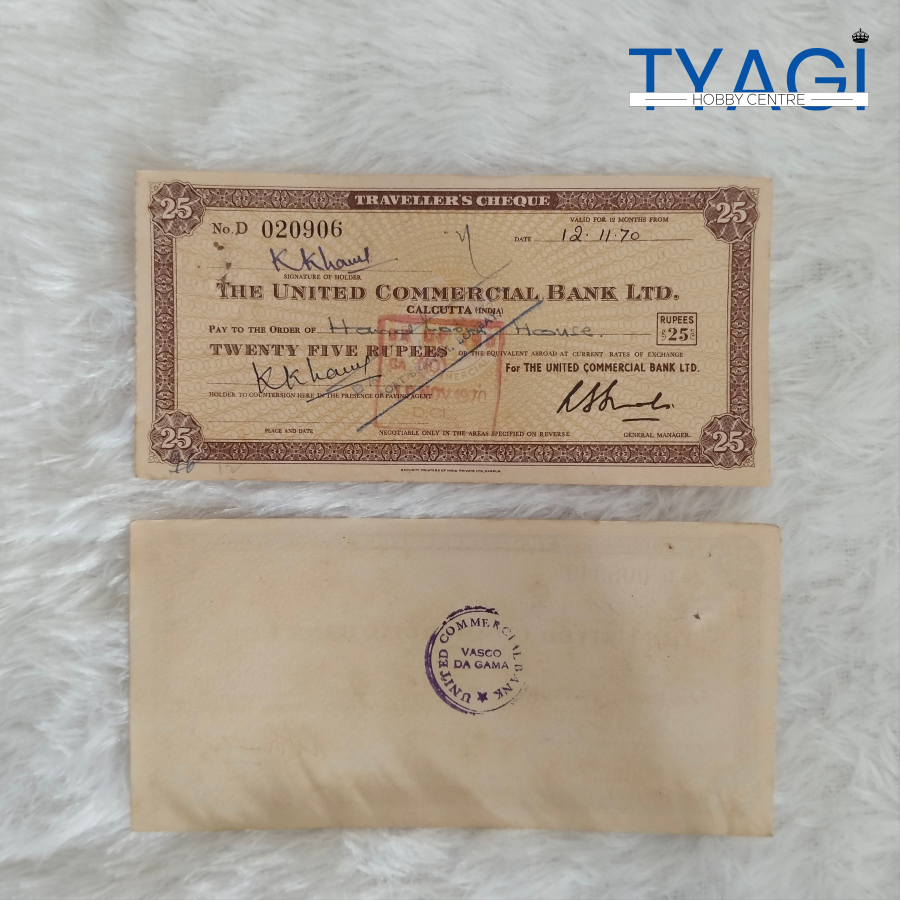 TYAGI
HOBBY CENTRE
TRAVELLER'S CHEQUE
25 25
No. D 020906
VALID FOR 12 MONTHS FROM
DATE 12.11.70
K Khaul
SIGNATURE OF HOLDER
THE UNITED COMMERCIAL BANK LTD.
CALCUTTA (INDIA)
PAY TO THE ORDER OF House
RUPEES
25
TWENTY FIVE RUPEES OR THE EQUIVALENT ABROAD AT CURRENT RATES OF EXCHANGE
For THE UNITED COMMERCIAL BANK LTD.
NOV 1970
HOLDER TO COUNTERSIGN HERE IN THE PRESENCE OF PAYING AGENT
PLACE AND DATE
NEGOTIABLE ONLY IN THE AREAS SPECIFIED ON REVERSE
GENERAL MANAGER.
25 25
UNITED COMMERCIAL BANK
VASCO
DA GAMA